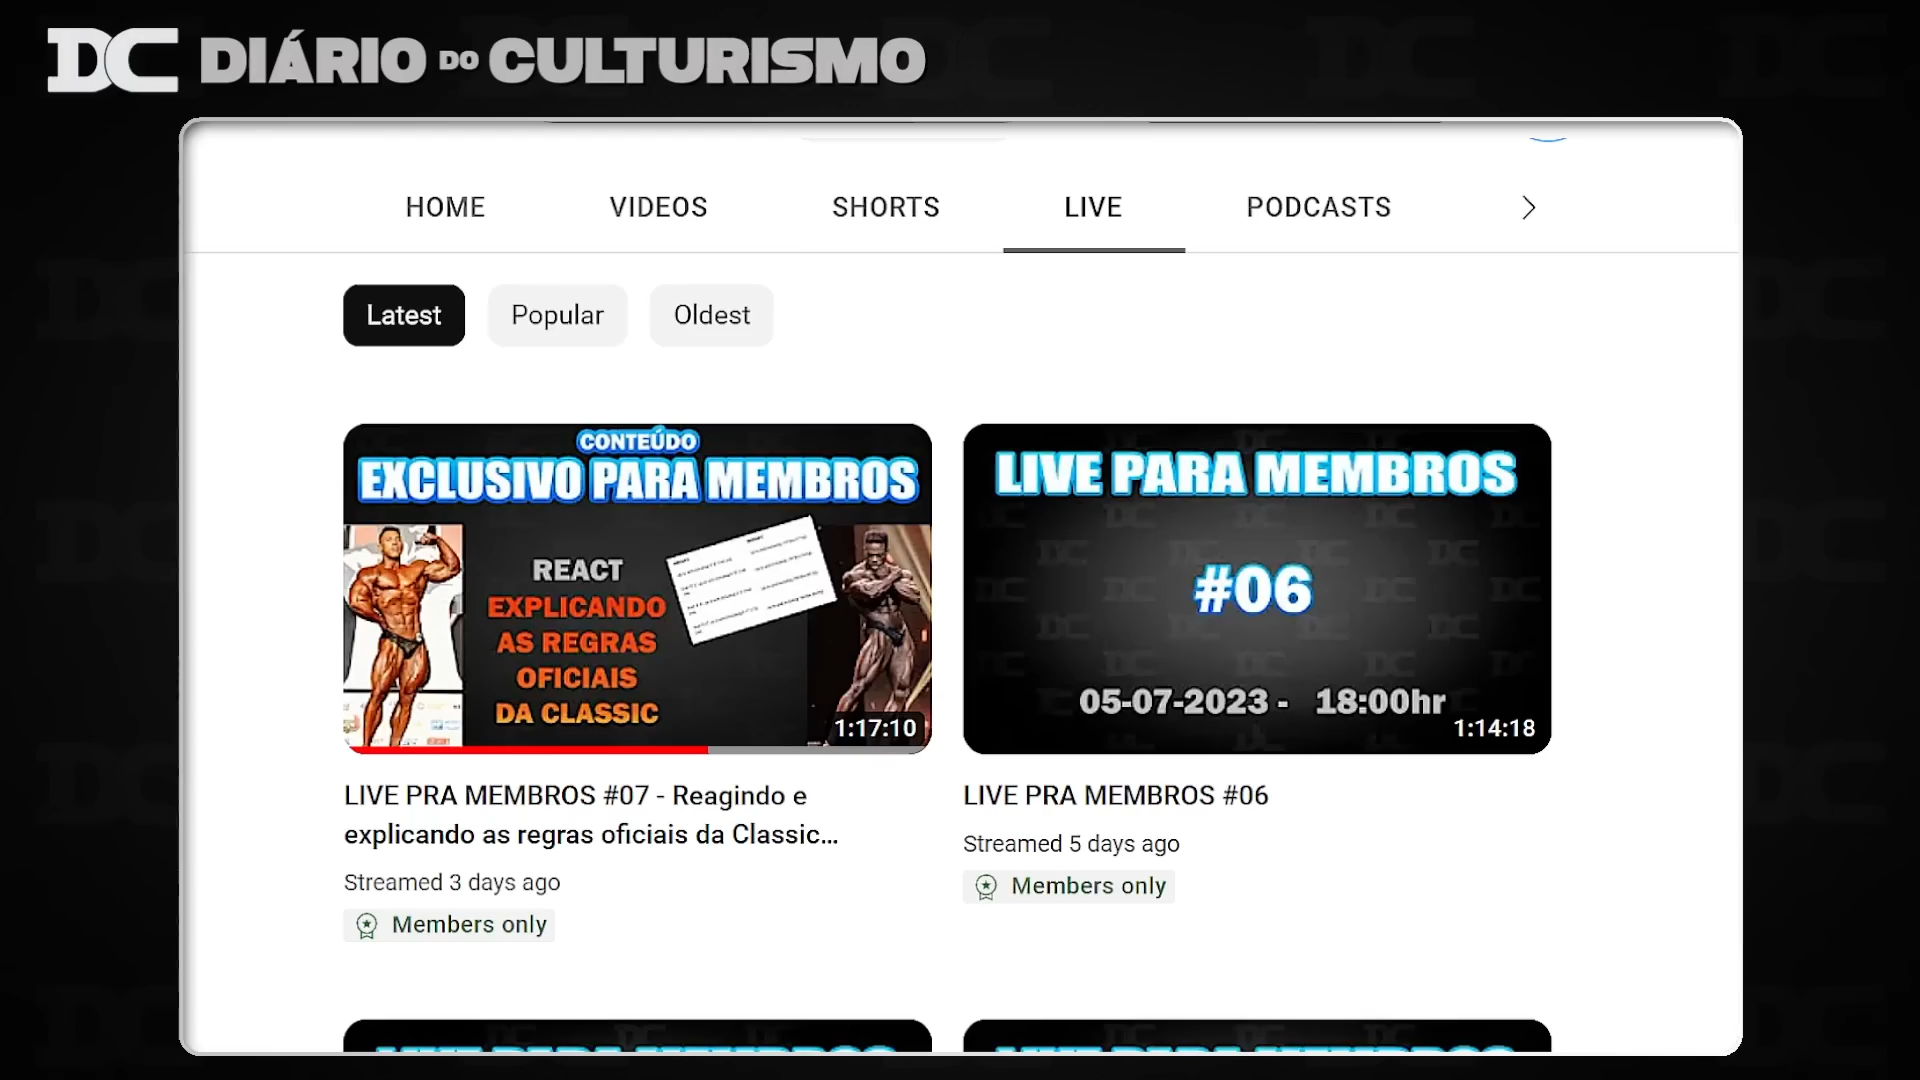 DC DIÁRIO DO CULTURISMO
HOME VIDEOS SHORTS LIVE PODCASTS
Latest Popular Oldest
CONTEÚDO
EXCLUSIVO PARA MEMBROS
REACT
EXPLICANDO
AS REGRAS
OFICIAIS
DA CLASSIC
1:17:10
LIVE PRA MEMBROS #07 - Reagindo e
explicando as regras oficiais da Classic...
Streamed 3 days ago
Members only
LIVE PARA MEMBROS
#06
05-07-2023 - 18:00hr
1:14:18
LIVE PRA MEMBROS #06
Streamed 5 days ago
Members only